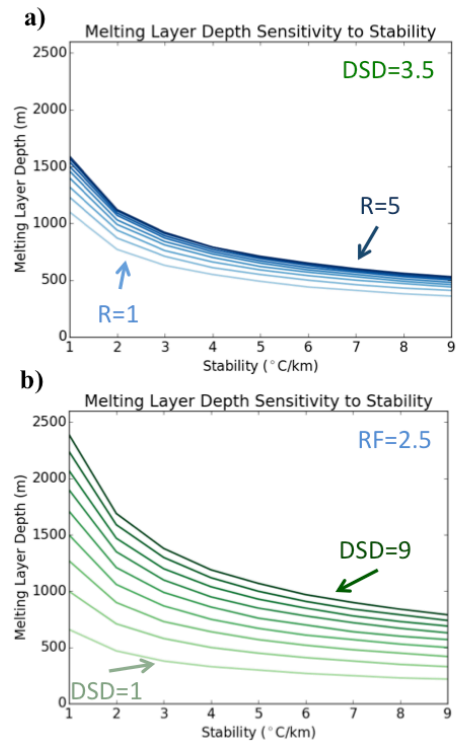 a)
Melting Layer Depth Sensitivity to Stability
2500
2000
1500
1000
500
0
Melting Layer Depth (m)
DSD=3.5
R=5
R=1
1 2 3 4 5 6 7 8 9
Stability (°C/km)
b)
Melting Layer Depth Sensitivity to Stability
2500
2000
1500
1000
500
0
Melting Layer Depth (m)
RF=2.5
DSD=9
DSD=1
1 2 3 4 5 6 7 8 9
Stability (°C/km)